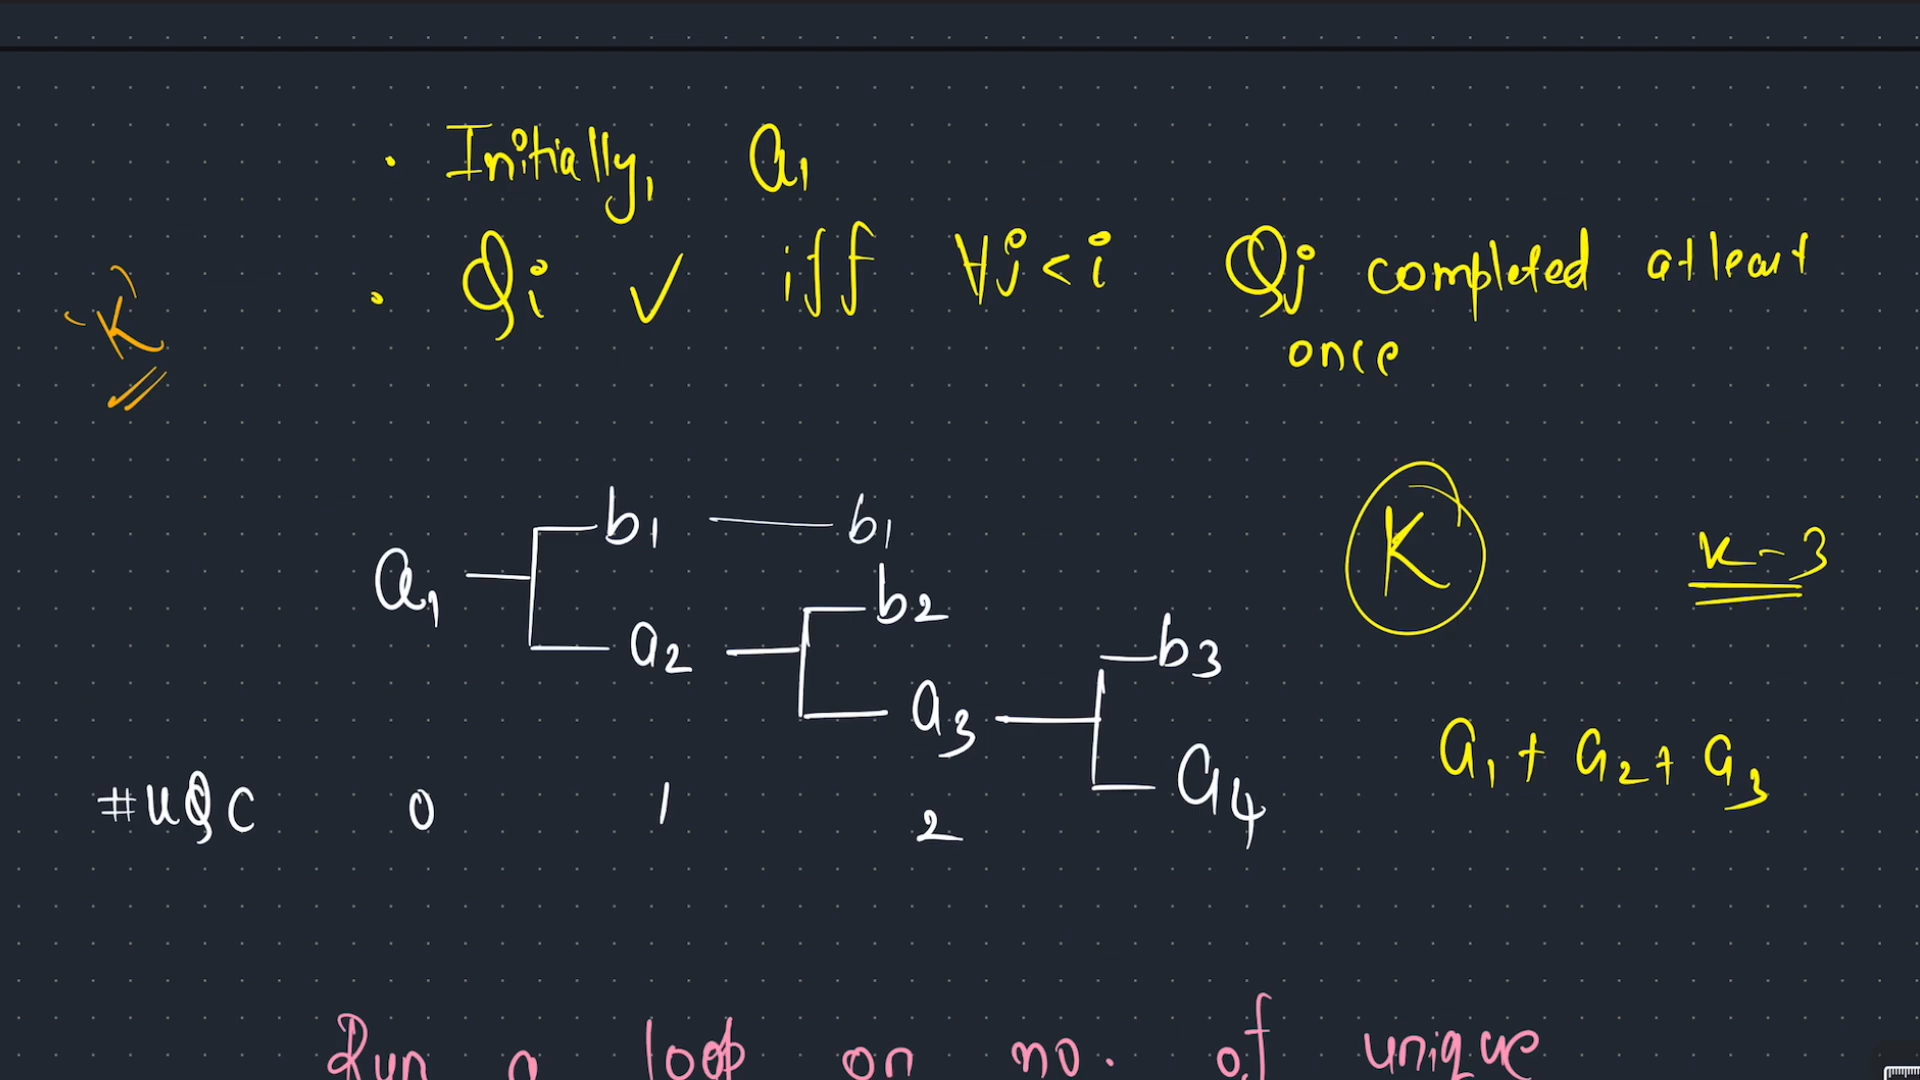 • Initially, a₁
• Qi ✓ iff ∀j<i Qj completed atleast
once
K
b₁ b₁
a₁ b₂ K k-3
a₂ b₃
a₃ a₁ + a₂ + a₃
a₄
#UQC 0 1 2
Run a loop on no. of unique